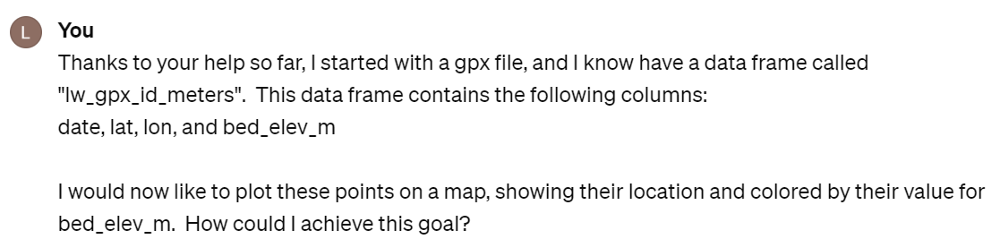 L
You
Thanks to your help so far, I started with a gpx file, and I know have a data frame called
"lw_gpx_id_meters".  This data frame contains the following columns:
date, lat, lon, and bed_elev_m
I would now like to plot these points on a map, showing their location and colored by their value for
bed_elev_m.  How could I achieve this goal?